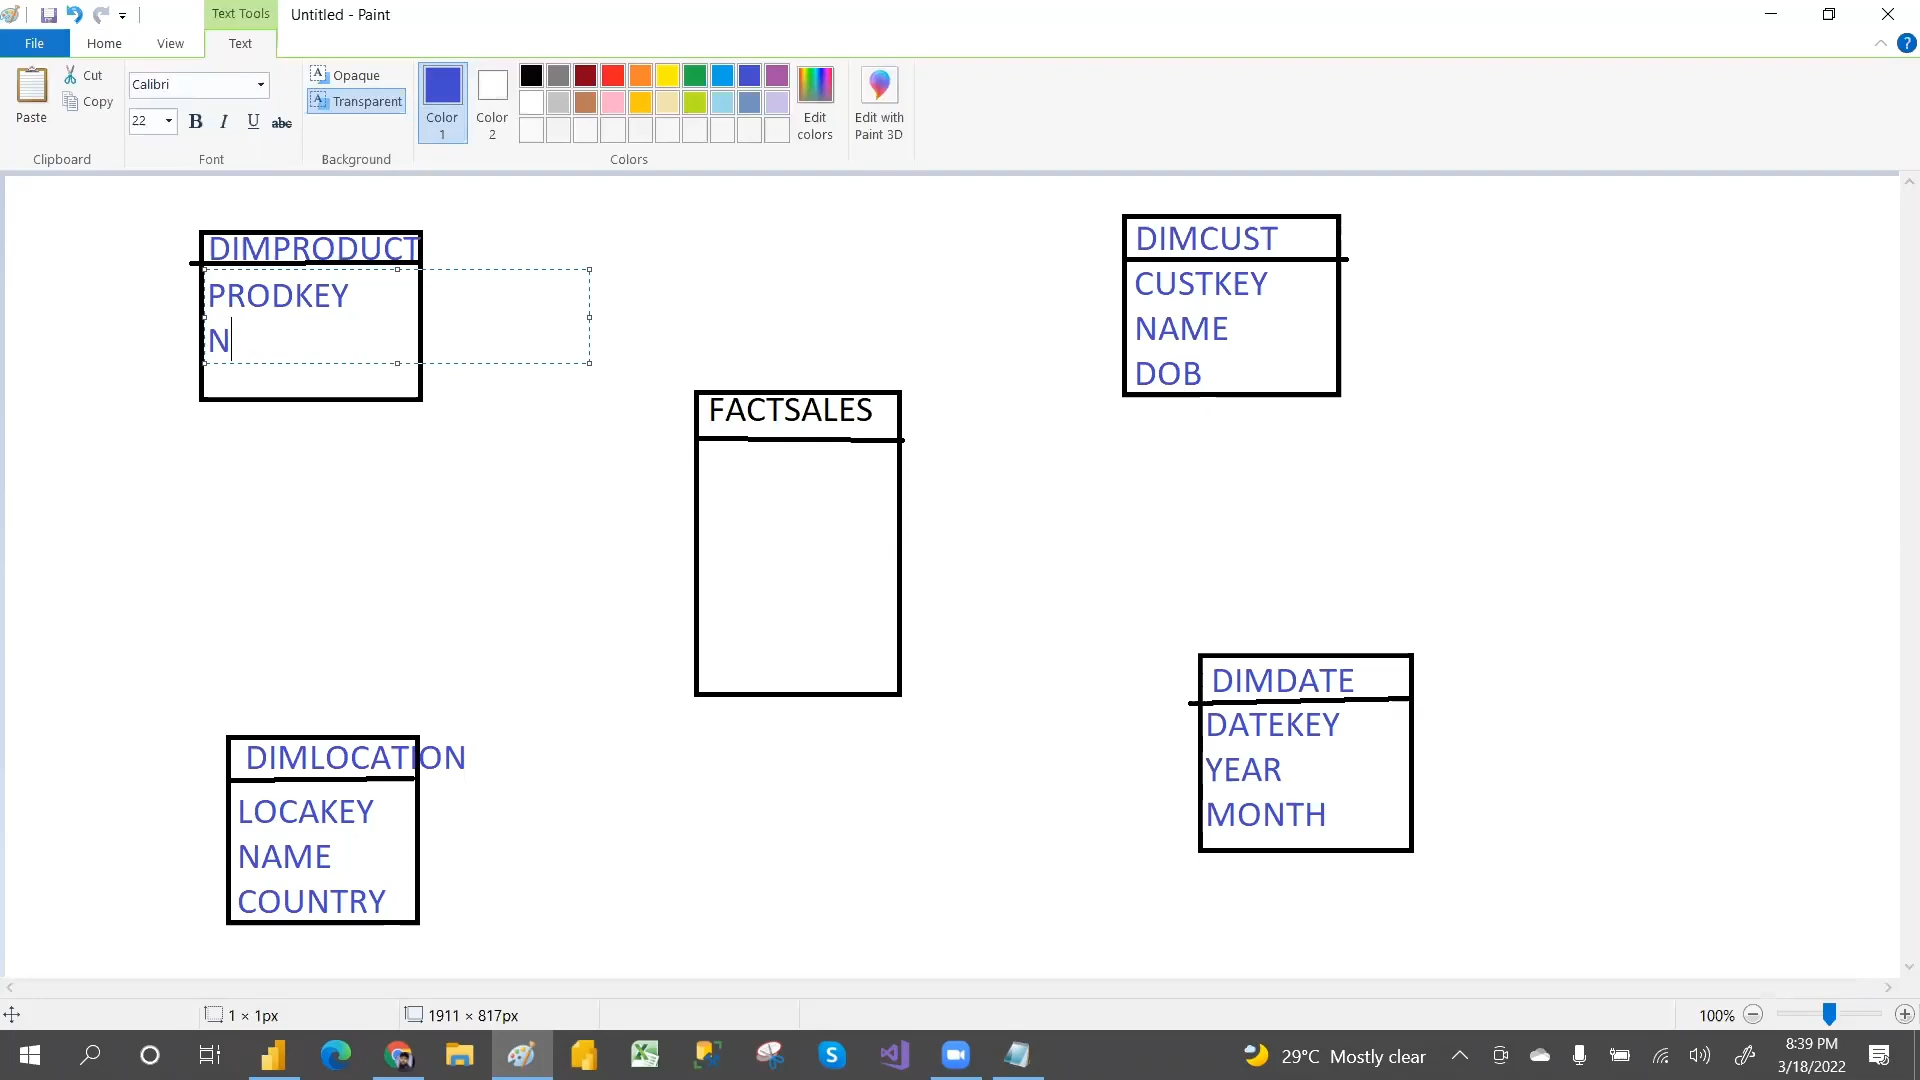 Text Tools
Untitled - Paint
File
Home
View
Text
Paste
Cut
Copy
Clipboard
Calibri
22
B I U abc
Font
Opaque
Transparent
Background
Color 1
Color 2
Edit colors
Colors
Edit with Paint 3D
DIMPRODUCT
PRODKEY
N
DIMCUST
CUSTKEY
NAME
DOB
FACTSALES
DIMLOCATION
LOCAKEY
NAME
COUNTRY
DIMDATE
DATEKEY
YEAR
MONTH
1 × 1px
1911 × 817px
100%
29°C Mostly clear
8:39 PM
3/18/2022